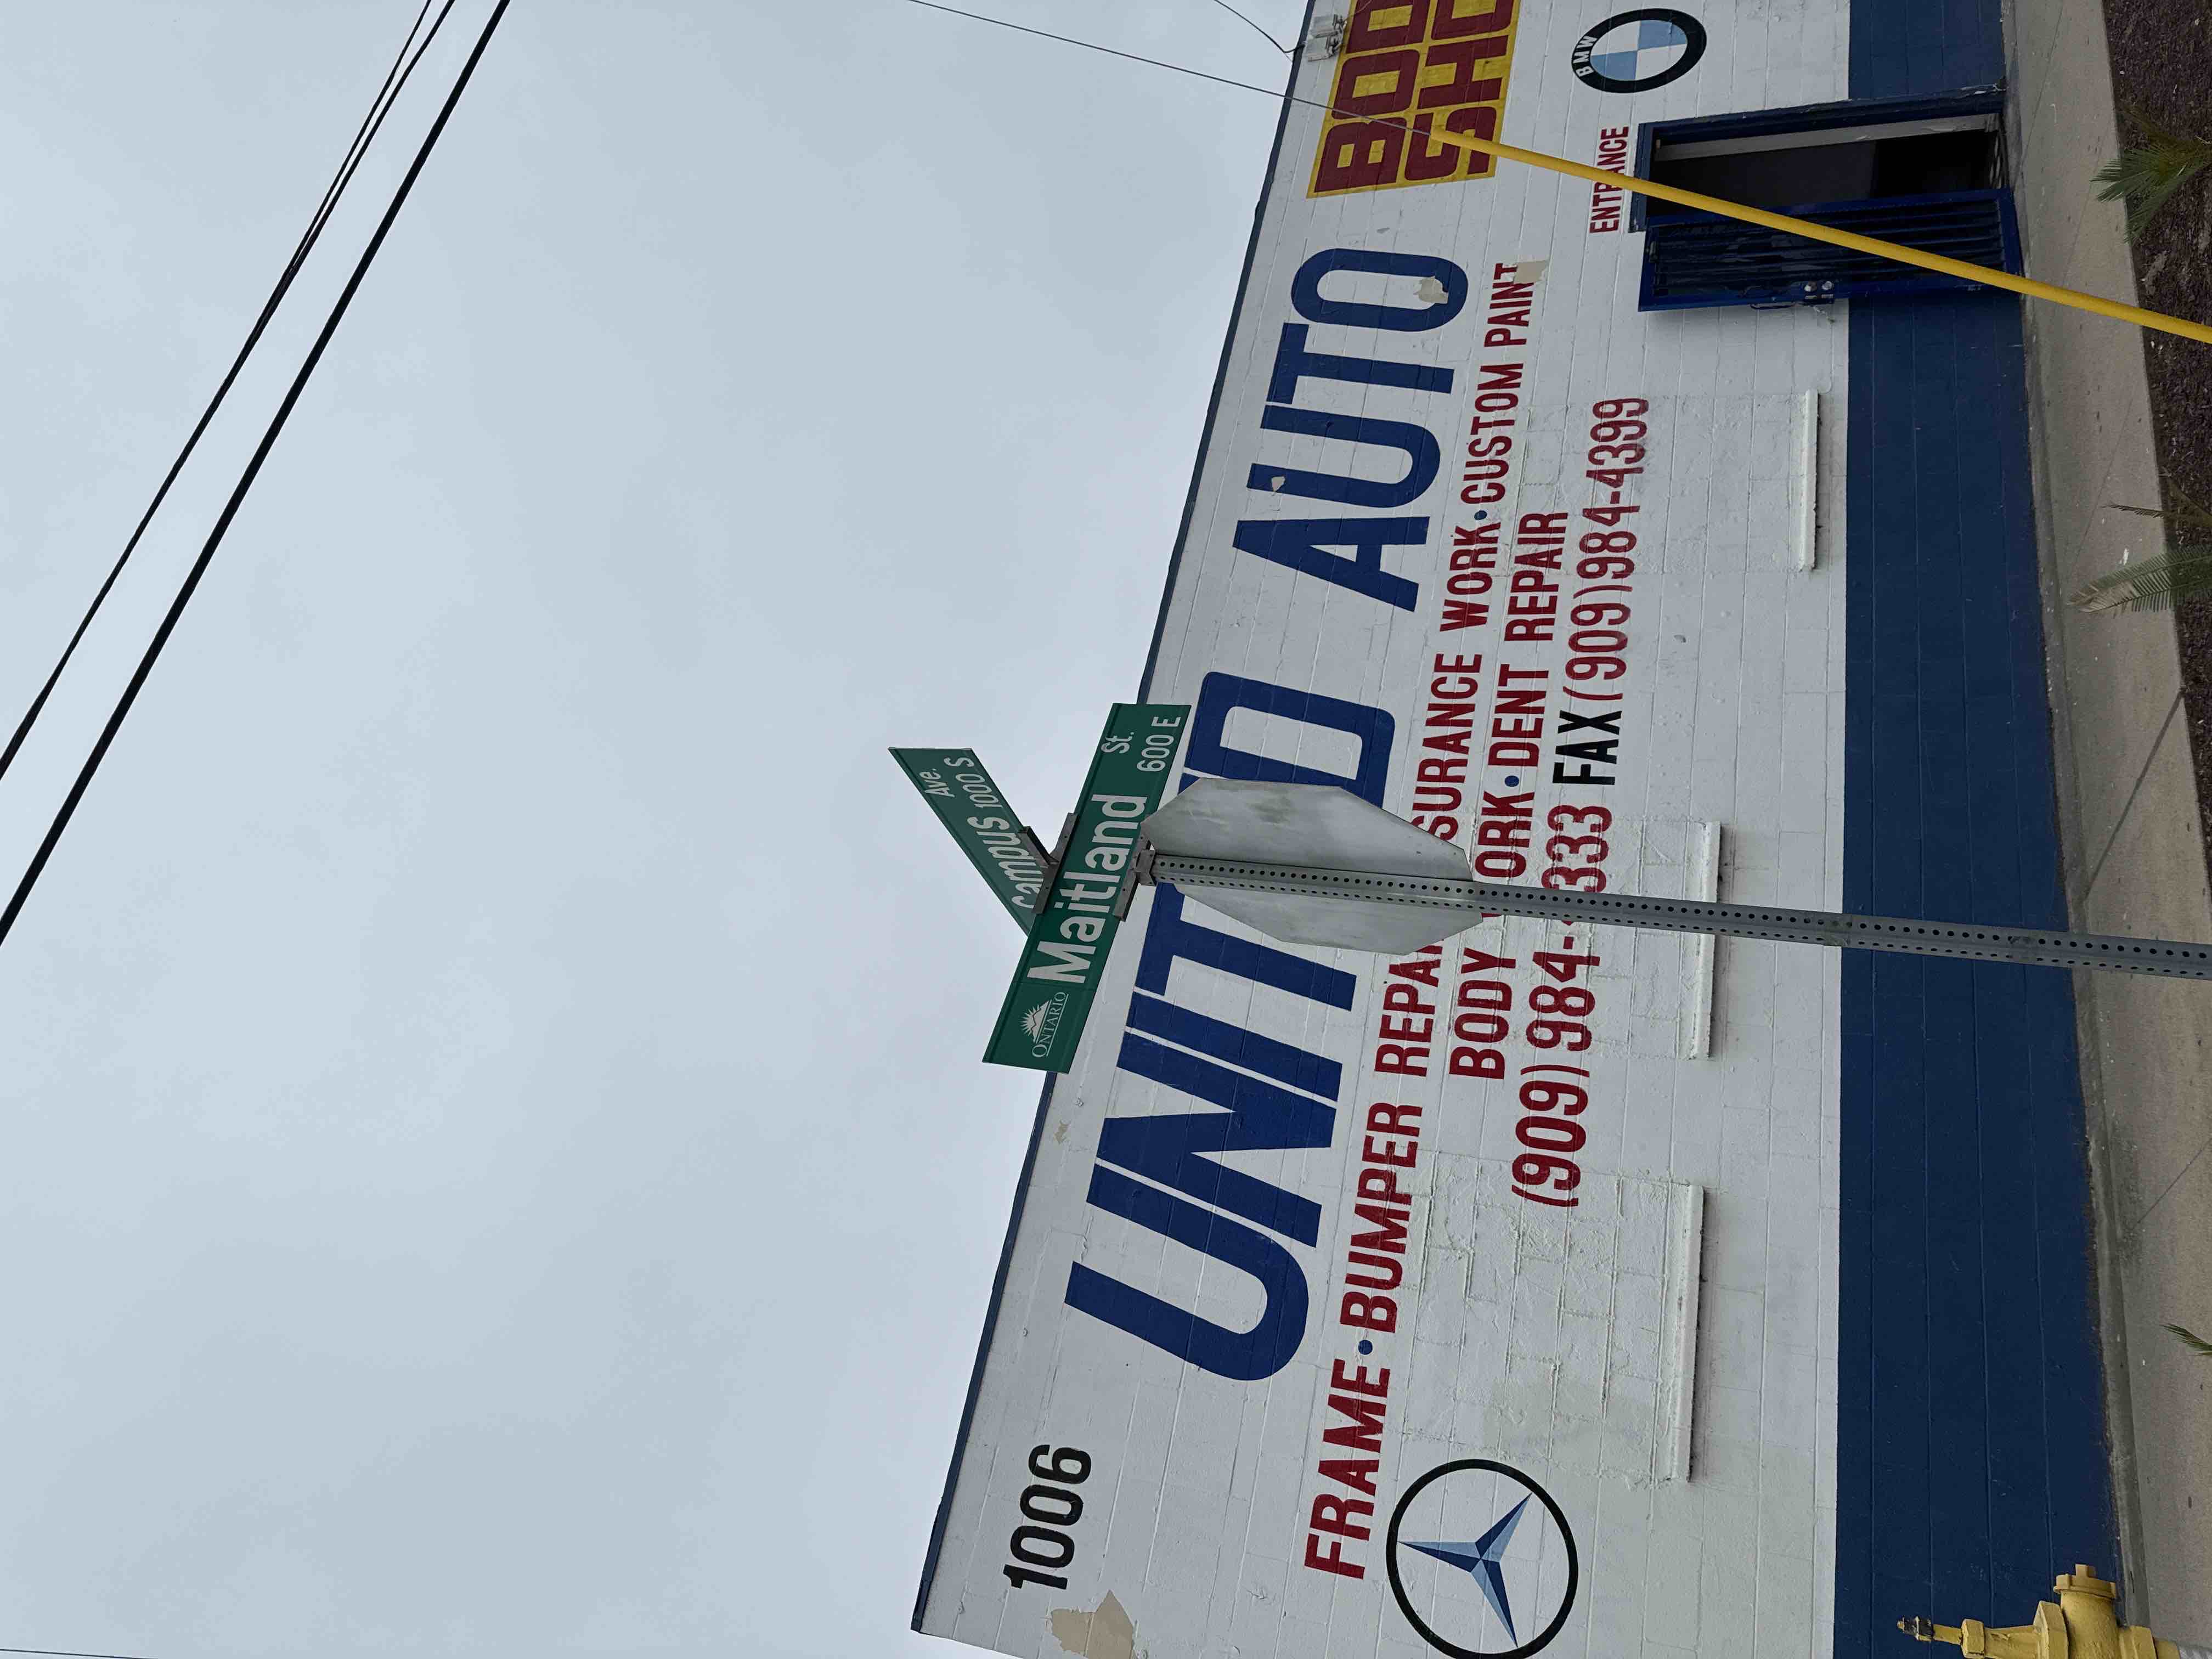 Campus Ave.
1000 S
ONTARIO Maitland St.
600 E
1006
UNIT D AUTO
BODY
SHO
FRAME • BUMPER REPAI SURANCE WORK • CUSTOM PAINT
BODY ORK • DENT REPAIR
(909) 984- 333 FAX (909) 984-4399
ENTRANCE
BMW